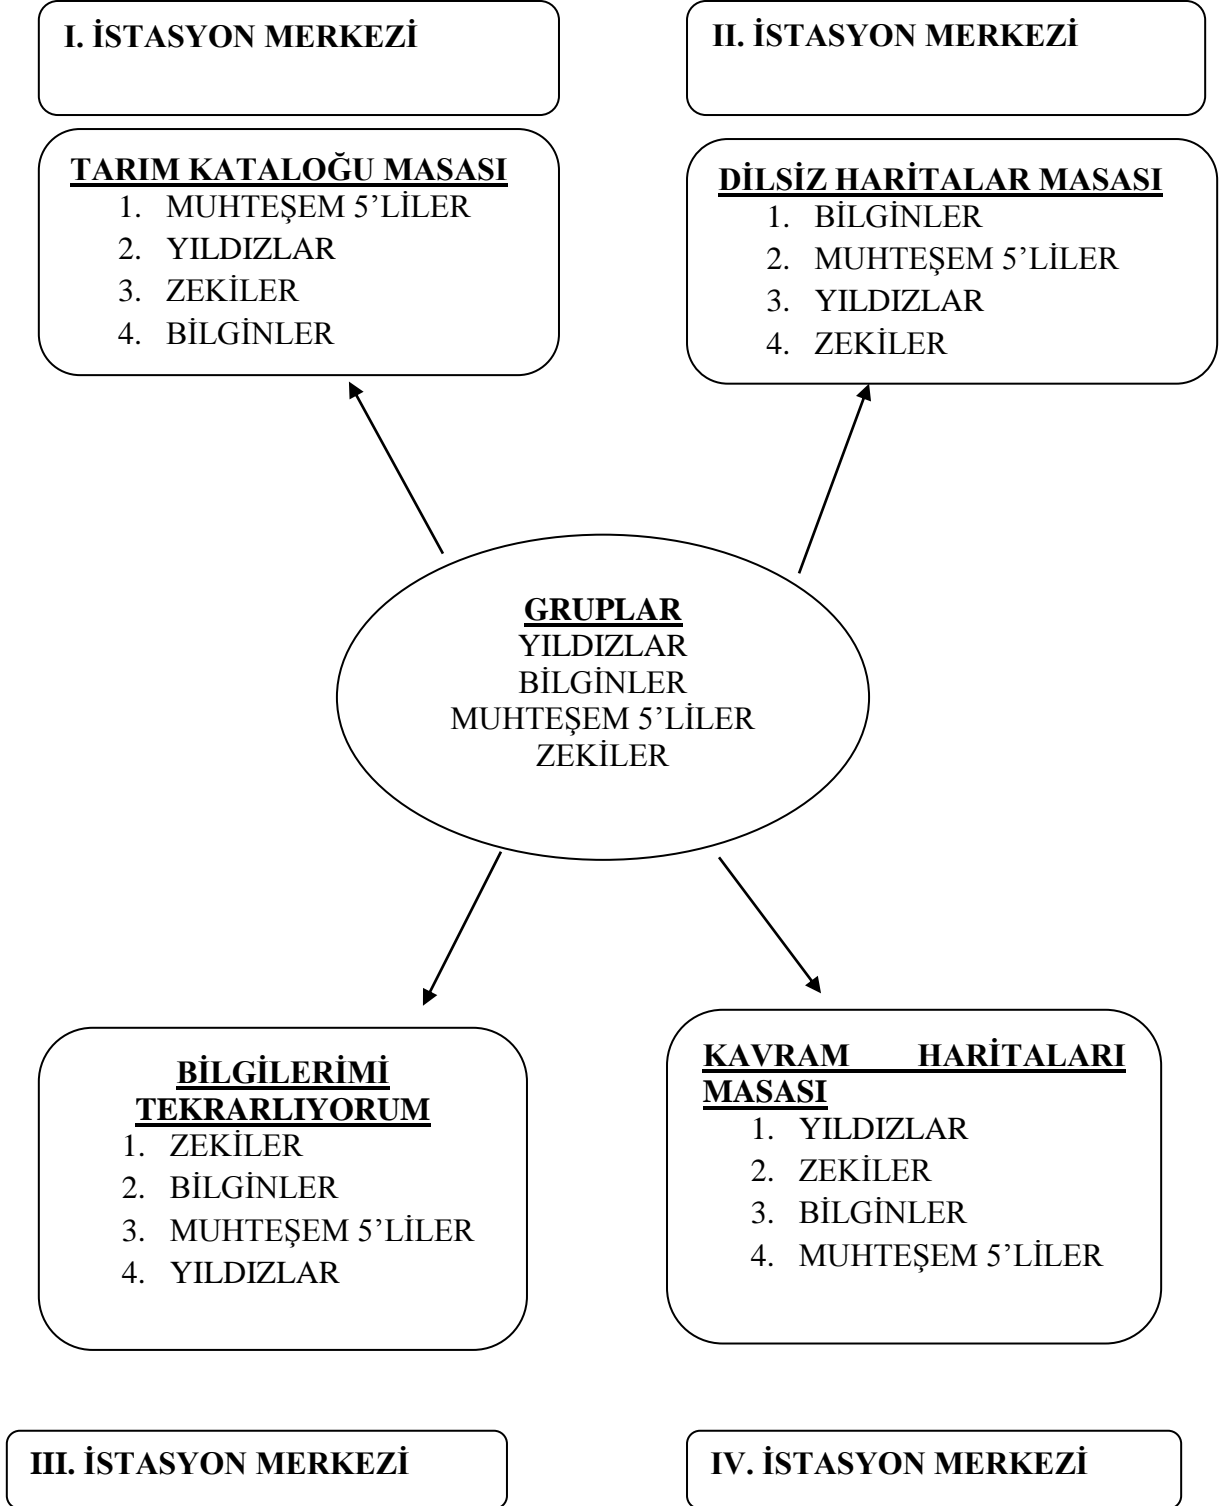 I. İSTASYON MERKEZİ
II. İSTASYON MERKEZİ
TARIM KATALOĞU MASASI
1. MUHTEŞEM 5’LİLER
2. YILDIZLAR
3. ZEKİLER
4. BİLGİNLER
DİLSİZ HARİTALAR MASASI
1. BİLGİNLER
2. MUHTEŞEM 5’LİLER
3. YILDIZLAR
4. ZEKİLER
GRUPLAR
YILDIZLAR
BİLGİNLER
MUHTEŞEM 5’LİLER
ZEKİLER
BİLGİLERİMİ
TEKRARLIYORUM
1. ZEKİLER
2. BİLGİNLER
3. MUHTEŞEM 5’LİLER
4. YILDIZLAR
KAVRAM HARİTALARI
MASASI
1. YILDIZLAR
2. ZEKİLER
3. BİLGİNLER
4. MUHTEŞEM 5’LİLER
III. İSTASYON MERKEZİ
IV. İSTASYON MERKEZİ